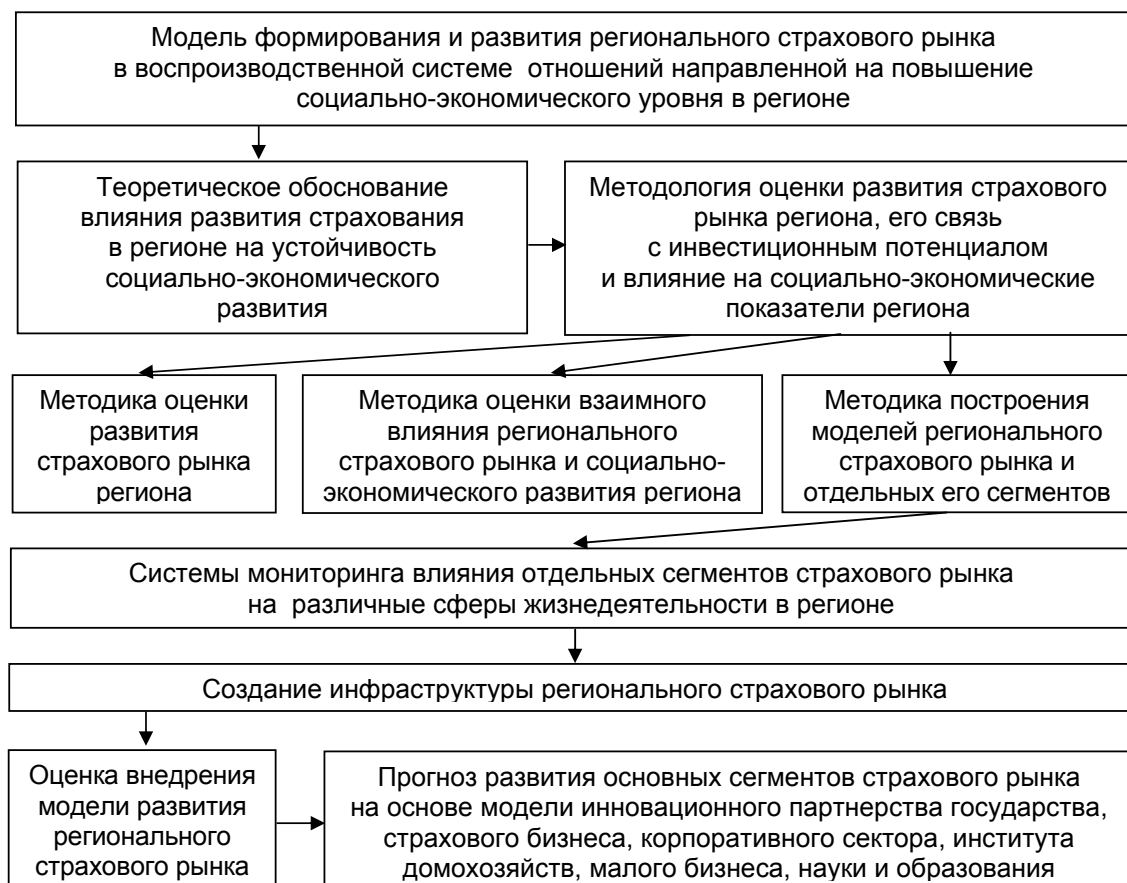 Модель формирования и развития регионального страхового рынка
в воспроизводственной системе отношений направленной на повышение
социально-экономического уровня в регионе
Теоретическое обоснование
влияния развития страхования
в регионе на устойчивость
социально-экономического
развития
Методология оценки развития страхового
рынка региона, его связь
с инвестиционным потенциалом
и влияние на социально-экономические
показатели региона
Методика оценки
развития
страхового рынка
региона
Методика оценки взаимного
влияния регионального
страхового рынка и социально-
экономического развития региона
Методика построения
моделей регионального
страхового рынка и
отдельных его сегментов
Системы мониторинга влияния отдельных сегментов страхового рынка
на различные сферы жизнедеятельности в регионе
Создание инфраструктуры регионального страхового рынка
Оценка внедрения
модели развития
регионального
страхового рынка
Прогноз развития основных сегментов страхового рынка
на основе модели инновационного партнерства государства,
страхового бизнеса, корпоративного сектора, института
домохозяйств, малого бизнеса, науки и образования